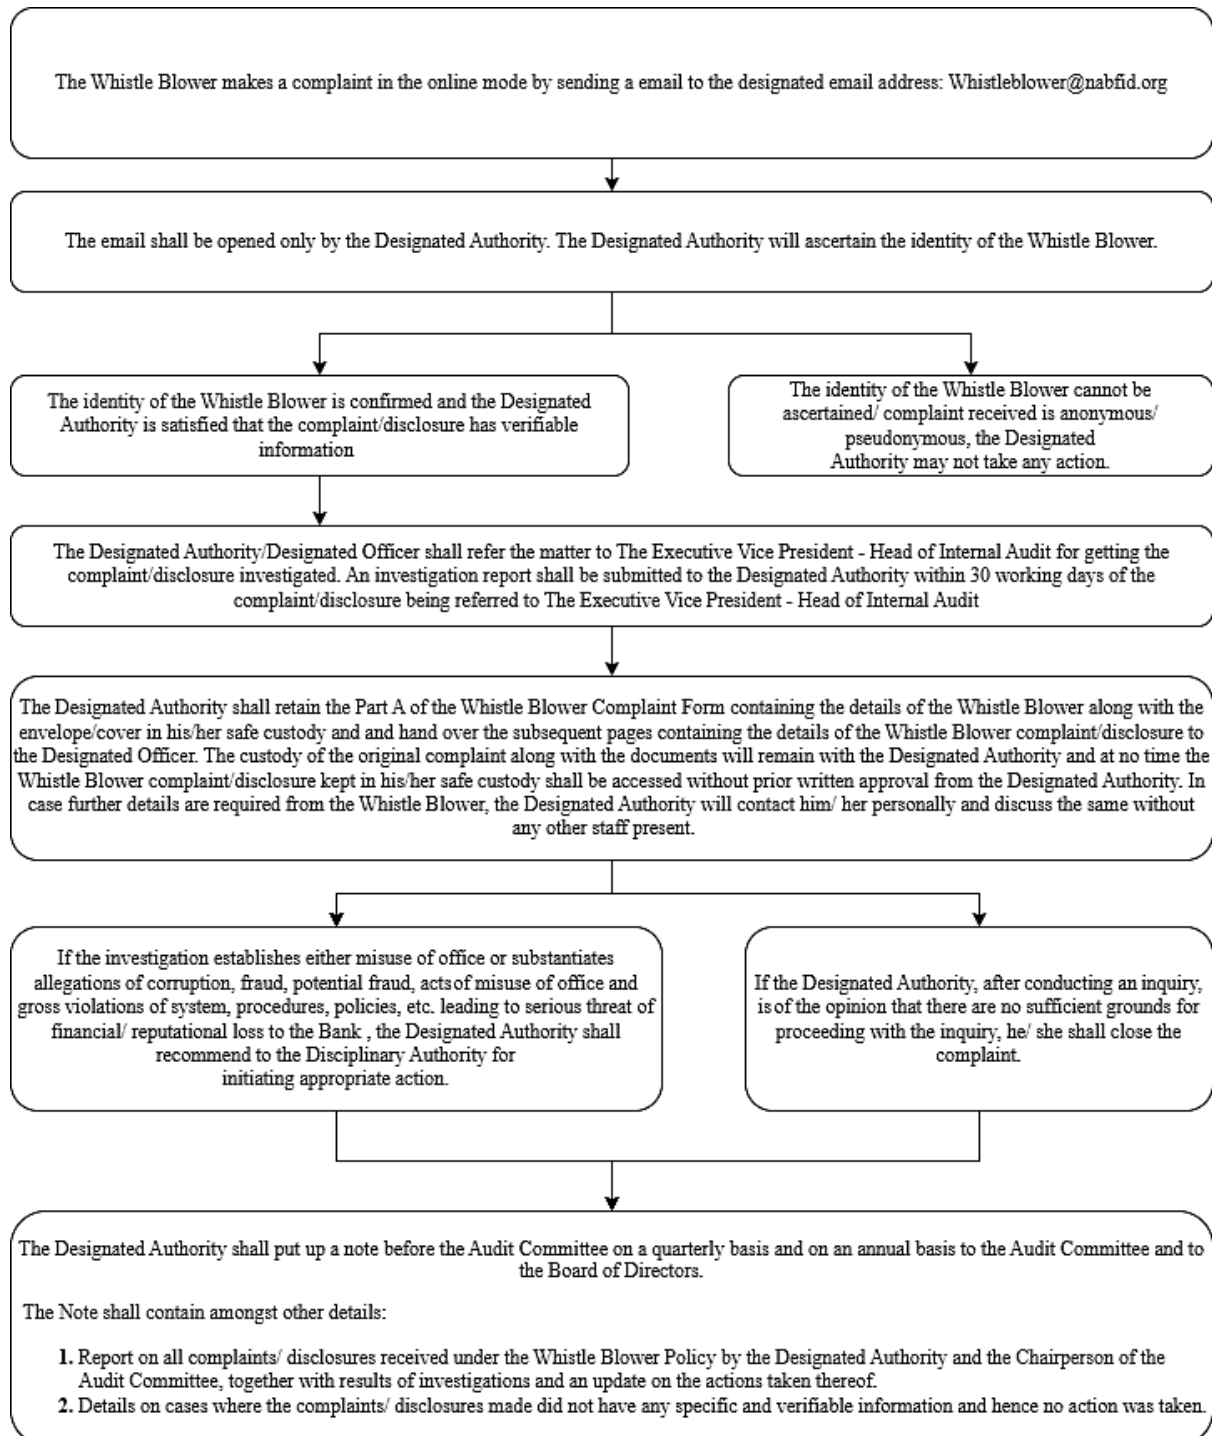 The Whistle Blower makes a complaint in the online mode by sending a email to the designated email address: Whistleblower@nabfid.org
The email shall be opened only by the Designated Authority. The Designated Authority will ascertain the identity of the Whistle Blower.
The identity of the Whistle Blower is confirmed and the Designated
Authority is satisfied that the complaint/disclosure has verifiable
information
The identity of the Whistle Blower cannot be
ascertained/ complaint received is anonymous/
pseudonymous, the Designated
Authority may not take any action.
The Designated Authority/Designated Officer shall refer the matter to The Executive Vice President - Head of Internal Audit for getting the
complaint/disclosure investigated. An investigation report shall be submitted to the Designated Authority within 30 working days of the
complaint/disclosure being referred to The Executive Vice President - Head of Internal Audit
The Designated Authority shall retain the Part A of the Whistle Blower Complaint Form containing the details of the Whistle Blower along with the
envelope/cover in his/her safe custody and and hand over the subsequent pages containing the details of the Whistle Blower complaint/disclosure to
the Designated Officer. The custody of the original complaint along with the documents will remain with the Designated Authority and at no time the
Whistle Blower complaint/disclosure kept in his/her safe custody shall be accessed without prior written approval from the Designated Authority. In
case further details are required from the Whistle Blower, the Designated Authority will contact him/ her personally and discuss the same without
any other staff present.
If the investigation establishes either misuse of office or substantiates
allegations of corruption, fraud, potential fraud, acts of misuse of office and
gross violations of system, procedures, policies, etc. leading to serious threat of
financial/ reputational loss to the Bank , the Designated Authority shall
recommend to the Disciplinary Authority for
initiating appropriate action.
If the Designated Authority, after conducting an inquiry,
is of the opinion that there are no sufficient grounds for
proceeding with the inquiry, he/ she shall close the
complaint.
The Designated Authority shall put up a note before the Audit Committee on a quarterly basis and on an annual basis to the Audit Committee and to
the Board of Directors.
The Note shall contain amongst other details:
1. Report on all complaints/ disclosures received under the Whistle Blower Policy by the Designated Authority and the Chairperson of the
Audit Committee, together with results of investigations and an update on the actions taken thereof.
2. Details on cases where the complaints/ disclosures made did not have any specific and verifiable information and hence no action was taken.